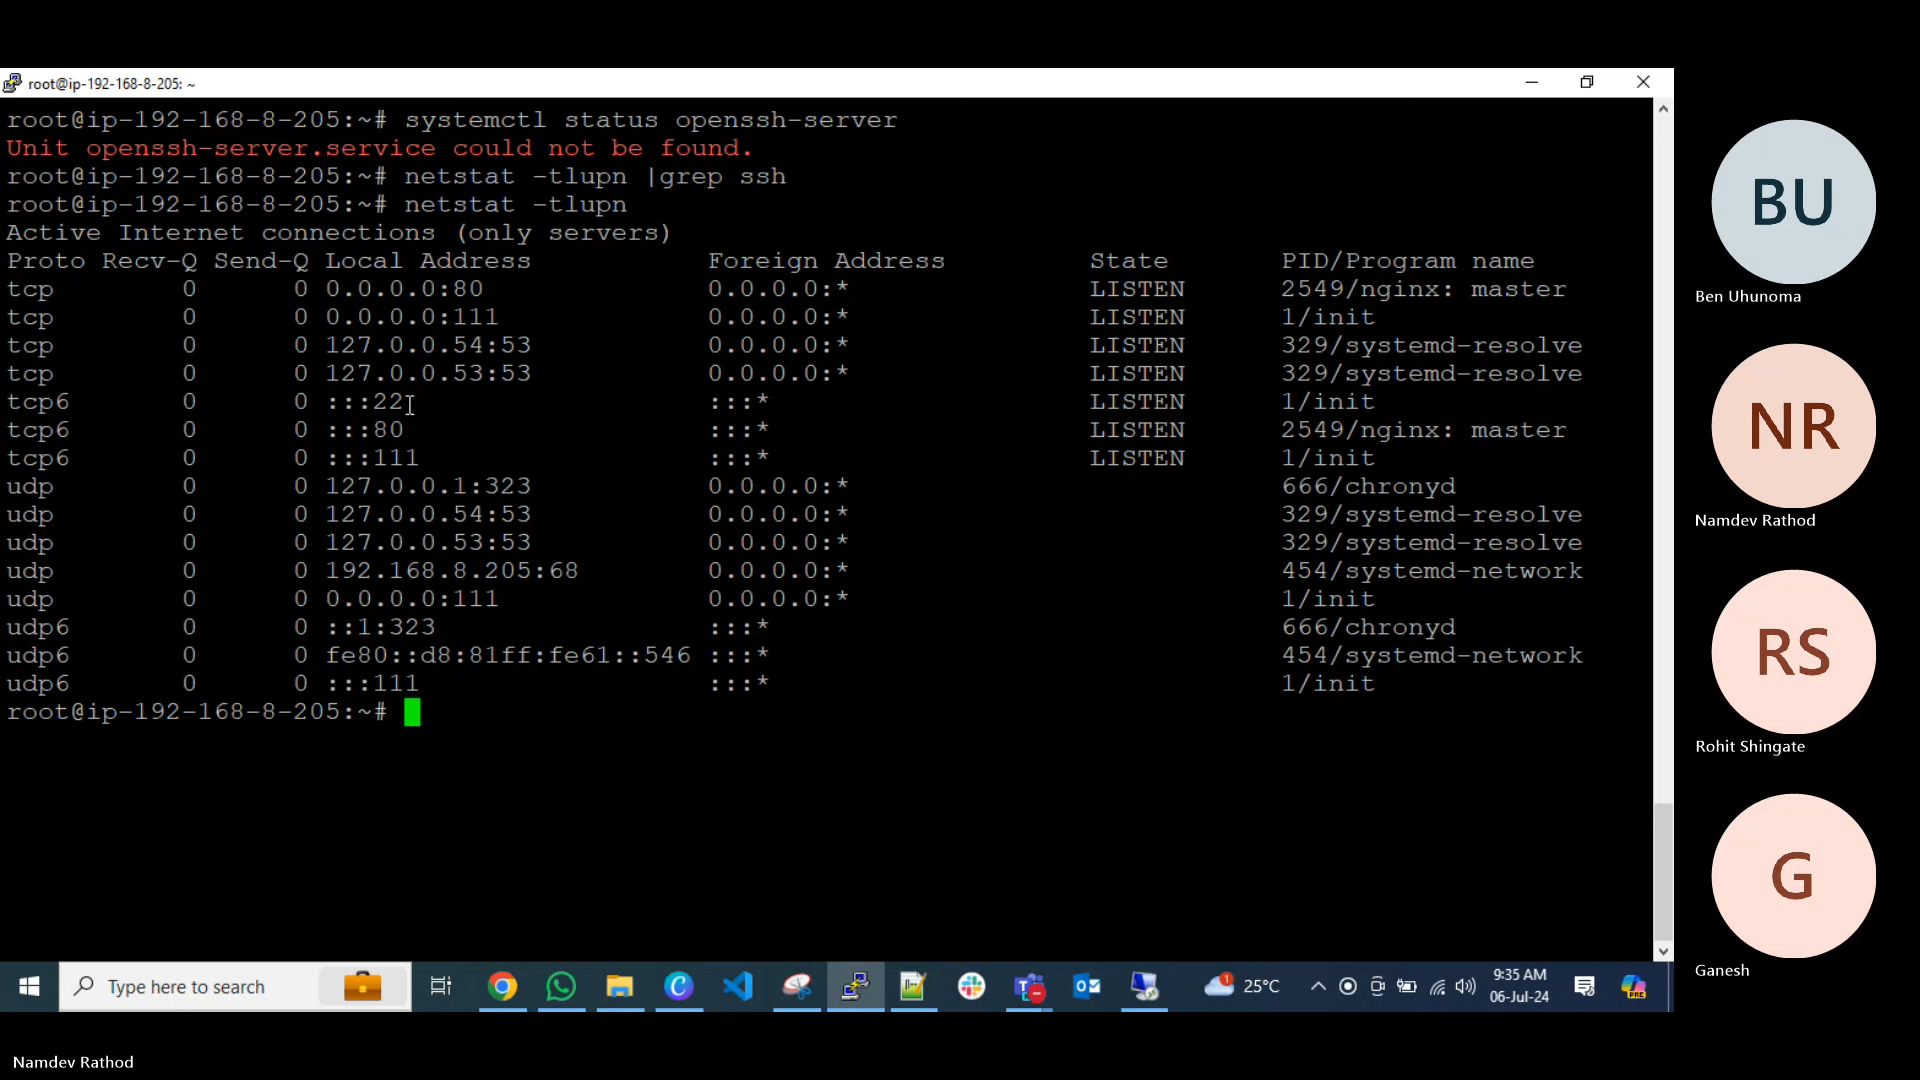 root@ip-192-168-8-205: ~
root@ip-192-168-8-205:~# systemctl status openssh-server
Unit openssh-server.service could not be found.
root@ip-192-168-8-205:~# netstat -tlupn |grep ssh
root@ip-192-168-8-205:~# netstat -tlupn
Active Internet connections (only servers)
Proto Recv-Q Send-Q Local Address Foreign Address State PID/Program name
tcp 0 0 0.0.0.0:80 0.0.0.0:* LISTEN 2549/nginx: master
tcp 0 0 0.0.0.0:111 0.0.0.0:* LISTEN 1/init
tcp 0 0 127.0.0.54:53 0.0.0.0:* LISTEN 329/systemd-resolve
tcp 0 0 127.0.0.53:53 0.0.0.0:* LISTEN 329/systemd-resolve
tcp6 0 0 :::22 :::* LISTEN 1/init
tcp6 0 0 :::80 :::* LISTEN 2549/nginx: master
tcp6 0 0 :::111 :::* LISTEN 1/init
udp 0 0 127.0.0.1:323 0.0.0.0:* 666/chronyd
udp 0 0 127.0.0.54:53 0.0.0.0:* 329/systemd-resolve
udp 0 0 127.0.0.53:53 0.0.0.0:* 329/systemd-resolve
udp 0 0 192.168.8.205:68 0.0.0.0:* 454/systemd-network
udp 0 0 0.0.0.0:111 0.0.0.0:* 1/init
udp6 0 0 ::1:323 :::* 666/chronyd
udp6 0 0 fe80::d8:81ff:fe61::546 :::* 454/systemd-network
udp6 0 0 :::111 :::* 1/init
root@ip-192-168-8-205:~#
BU
Ben Uhunoma
NR
Namdev Rathod
RS
Rohit Shingate
G
Ganesh
Type here to search
1
25°C
9:35 AM
06-Jul-24
PRE
Namdev Rathod